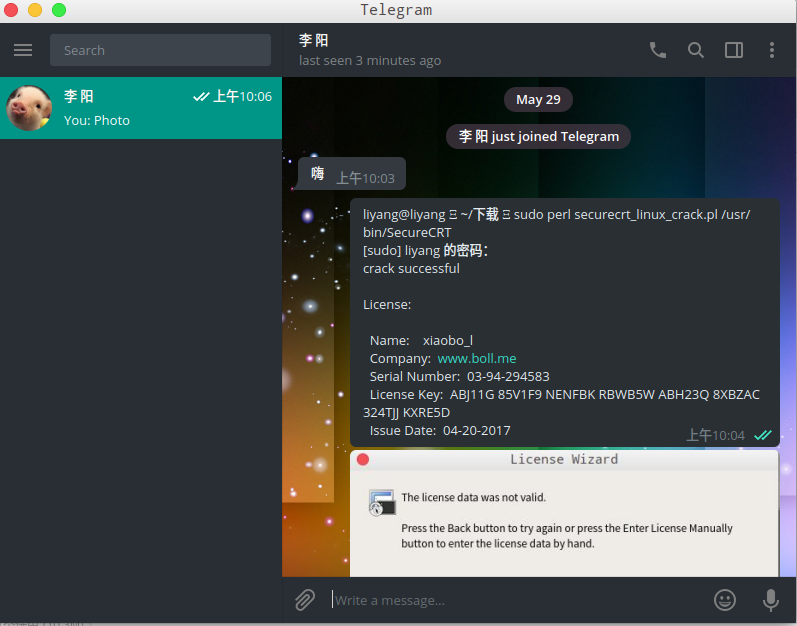 Telegram
Search
李 阳
last seen 3 minutes ago
李 阳
上午10:06
You: Photo
May 29
李 阳 just joined Telegram
嗨 上午10:03
liyang@liyang Ξ ~/下载 Ξ sudo perl securecrt_linux_crack.pl /usr/
bin/SecureCRT
[sudo] liyang 的密码：
crack successful
License:
Name: xiaobo_l
Company: www.boll.me
Serial Number: 03-94-294583
License Key: ABJ11G 85V1F9 NENFBK RBWB5W ABH23Q 8XBZAC
324TJJ KXRE5D
Issue Date: 04-20-2017
上午10:04
License Wizard
The license data was not valid.
Press the Back button to try again or press the Enter License Manually
button to enter the license data by hand.
Write a message...